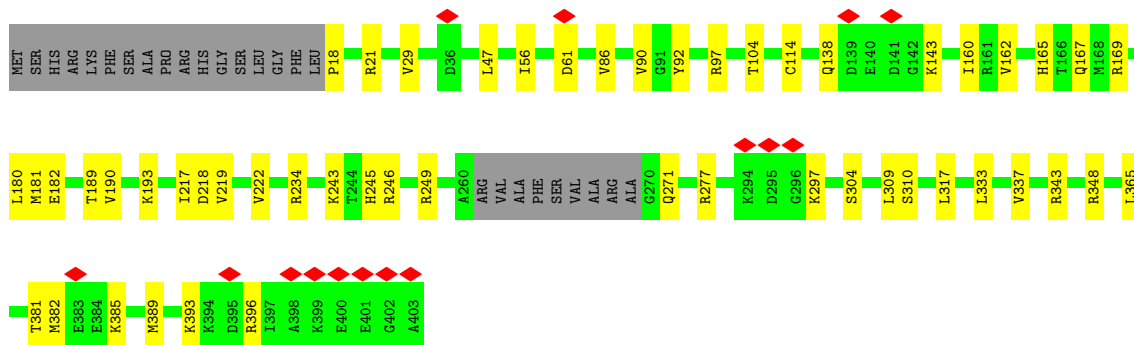 MET SER HIS ARG LYS PHE SER ALA PRO ARG HIS GLY SER LEU GLY PHE LEU P18 R21 V29 D36 L47 I56 D61 V86 V90 G91 Y92 R97 T104 C114 Q138 D139 E140 D141 G142 K143 I160 R161 V162 H165 T166 Q167 M168 R169
L180 M181 E182 T189 V190 K193 I217 D218 V219 V222 R234 K243 T244 H245 R246 R249 A260 ARG VAL ALA PHE SER VAL ALA ARG ALA G270 Q271 R277 K294 D295 G296 K297 S304 L309 S310 L317 L333 V337 R343 R348 L365
T381 M382 E383 E384 K385 M389 K393 K394 D395 R396 I397 A398 K399 E400 E401 G402 A403